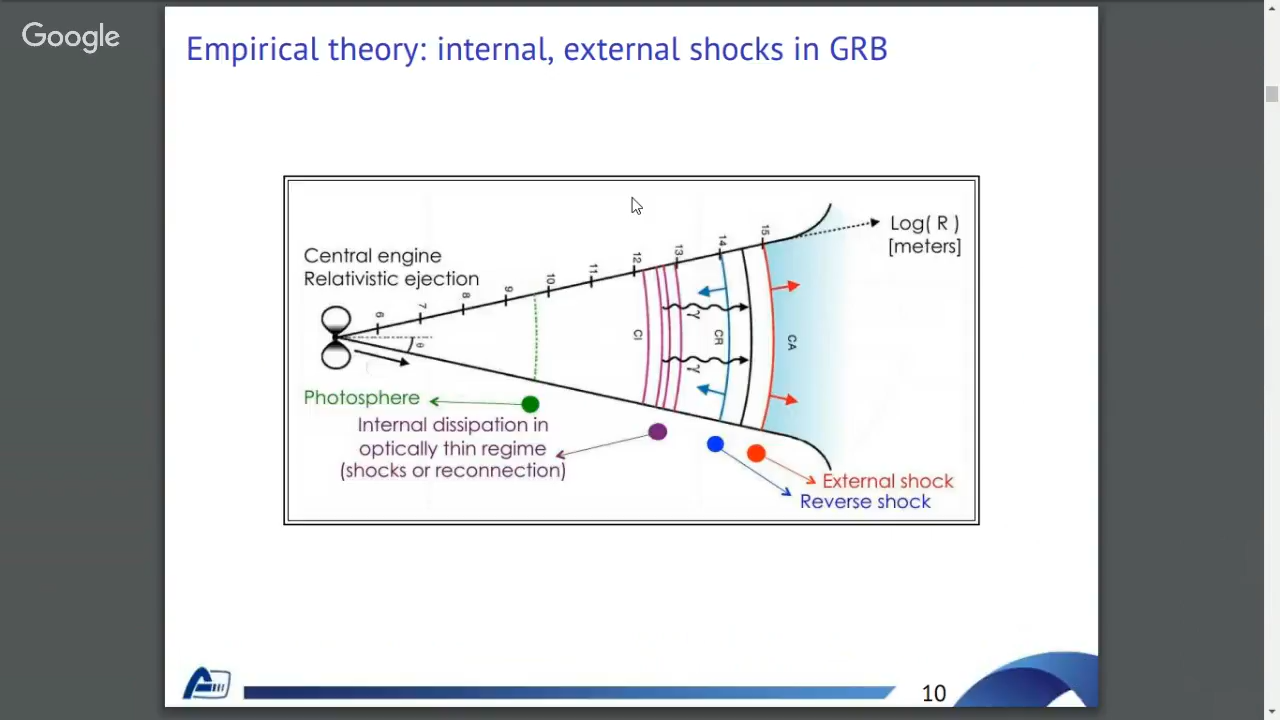 Google
Empirical theory: internal, external shocks in GRB
Log( R )
[meters]
Central engine
Relativistic ejection
6
7
8
9
10
11
12
13
14
15
θ
CI
γ
γ
CR
CA
Photosphere
Internal dissipation in
optically thin regime
(shocks or reconnection)
External shock
Reverse shock
10